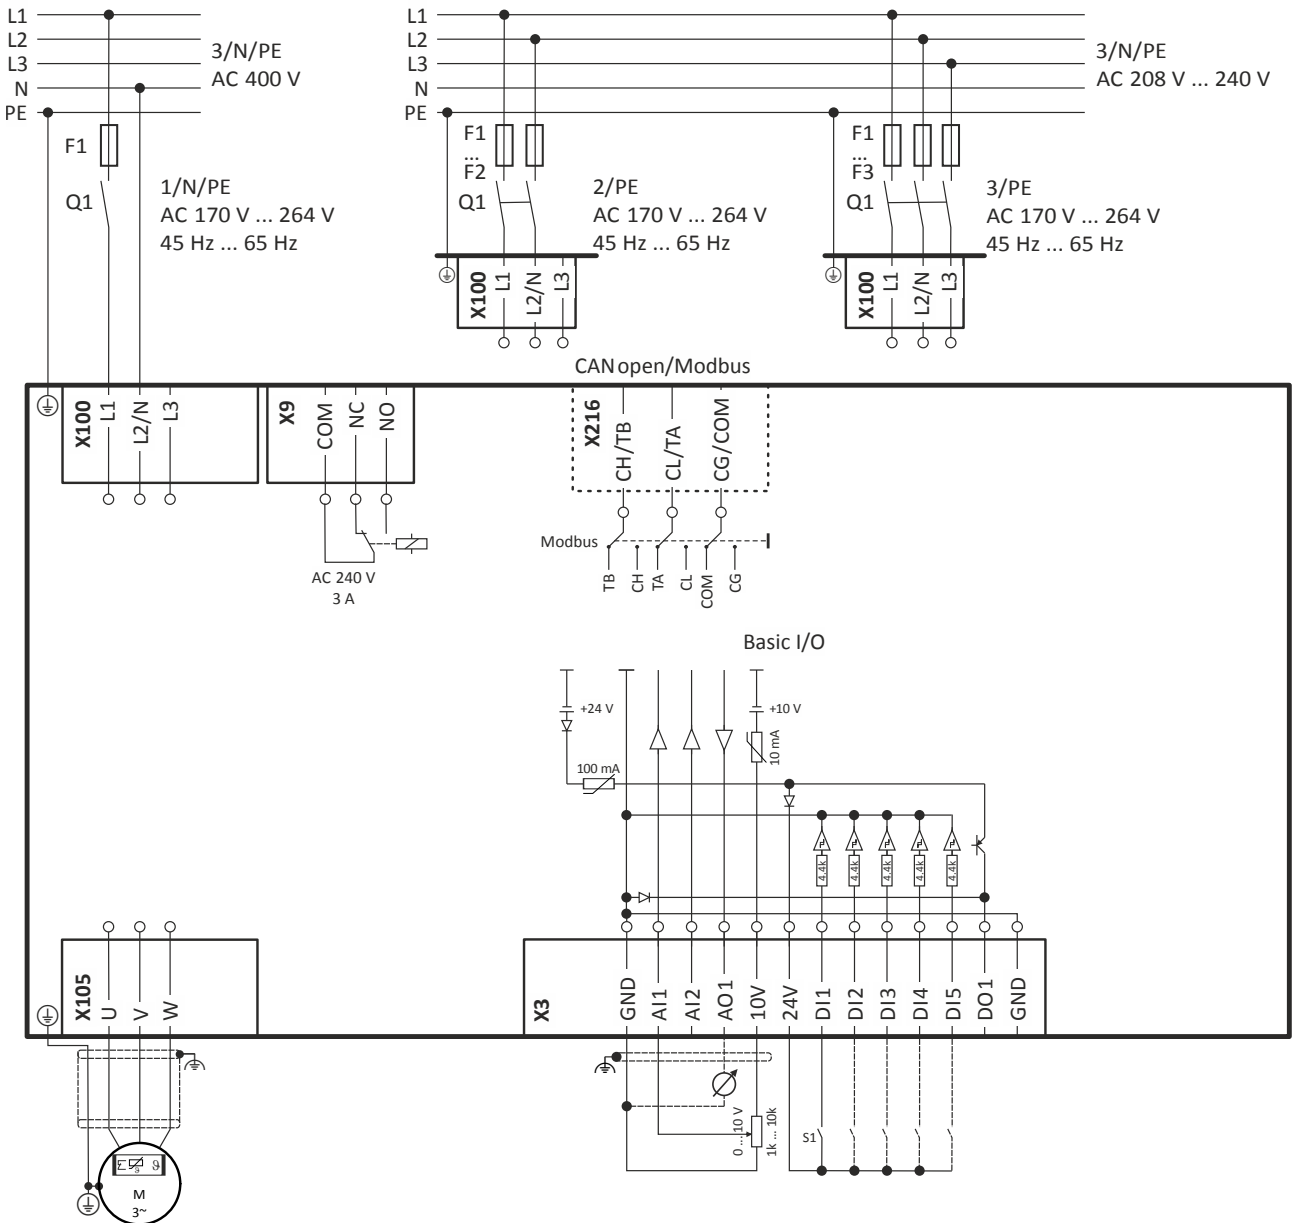 L1
L2
L3
N
PE
3/N/PE
AC 400 V
F1
Q1
1/N/PE
AC 170 V ... 264 V
45 Hz ... 65 Hz
L1
L2
L3
N
PE
3/N/PE
AC 208 V ... 240 V
F1
...
F2
Q1
2/PE
AC 170 V ... 264 V
45 Hz ... 65 Hz
F1
...
F3
Q1
3/PE
AC 170 V ... 264 V
45 Hz ... 65 Hz
X100
L1
L2/N
L3
X100
L1
L2/N
L3
CANopen/Modbus
X100
L1
L2/N
L3
X9
COM
NC
NO
AC 240 V
3 A
X216
CH/TB
CL/TA
CG/COM
Modbus
TB
CH
TA
CL
COM
CG
Basic I/O
+24 V
+10 V
10 mA
100 mA
4.4k
4.4k
4.4k
4.4k
4.4k
X105
U
V
W
X3
GND
AI1
AI2
AO1
10V
24V
DI1
DI2
DI3
DI4
DI5
DO1
GND
0 ... 10 V
1k ... 10k
S1
ϑ
M
3~